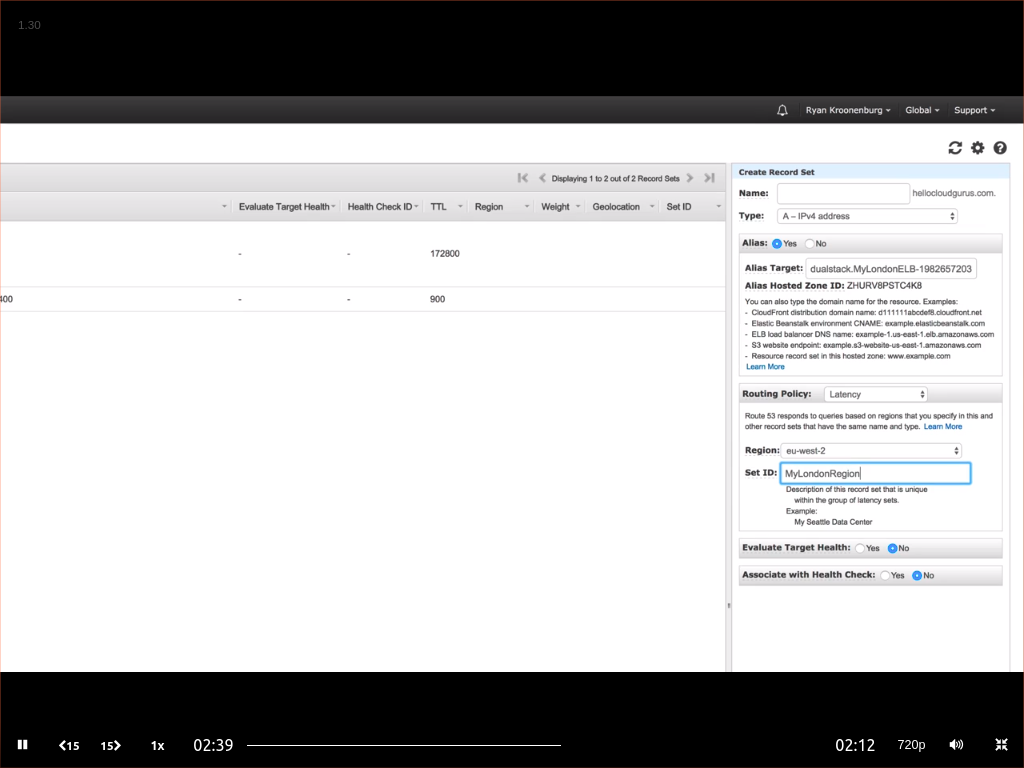 1.30
Ryan Kroonenburg Global Support
Displaying 1 to 2 out of 2 Record Sets
Evaluate Target Health Health Check ID TTL Region Weight Geolocation Set ID
- - 172800
400 - - 900
Create Record Set
Name: hellocloudgurus.com.
Type: A – IPv4 address
Alias: Yes No
Alias Target: dualstack.MyLondonELB-1982657203
Alias Hosted Zone ID: ZHURV8PSTC4K8
You can also type the domain name for the resource. Examples:
- CloudFront distribution domain name: d111111abcdef8.cloudfront.net
- Elastic Beanstalk environment CNAME: example.elasticbeanstalk.com
- ELB load balancer DNS name: example-1.us-east-1.elb.amazonaws.com
- S3 website endpoint: example.s3-website-us-east-1.amazonaws.com
- Resource record set in this hosted zone: www.example.com
Learn More
Routing Policy: Latency
Route 53 responds to queries based on regions that you specify in this and
other record sets that have the same name and type. Learn More
Region: eu-west-2
Set ID: MyLondonRegion
Description of this record set that is unique
within the group of latency sets.
Example:
My Seattle Data Center
Evaluate Target Health: Yes No
Associate with Health Check: Yes No
15 15 1x 02:39 02:12 720p